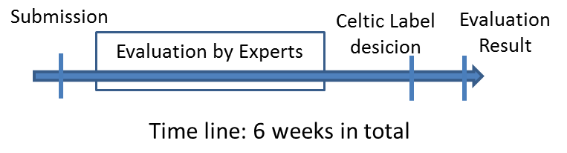 Submission
Evaluation by Experts
Celtic Label
desicion
Evaluation
Result
Time line: 6 weeks in total